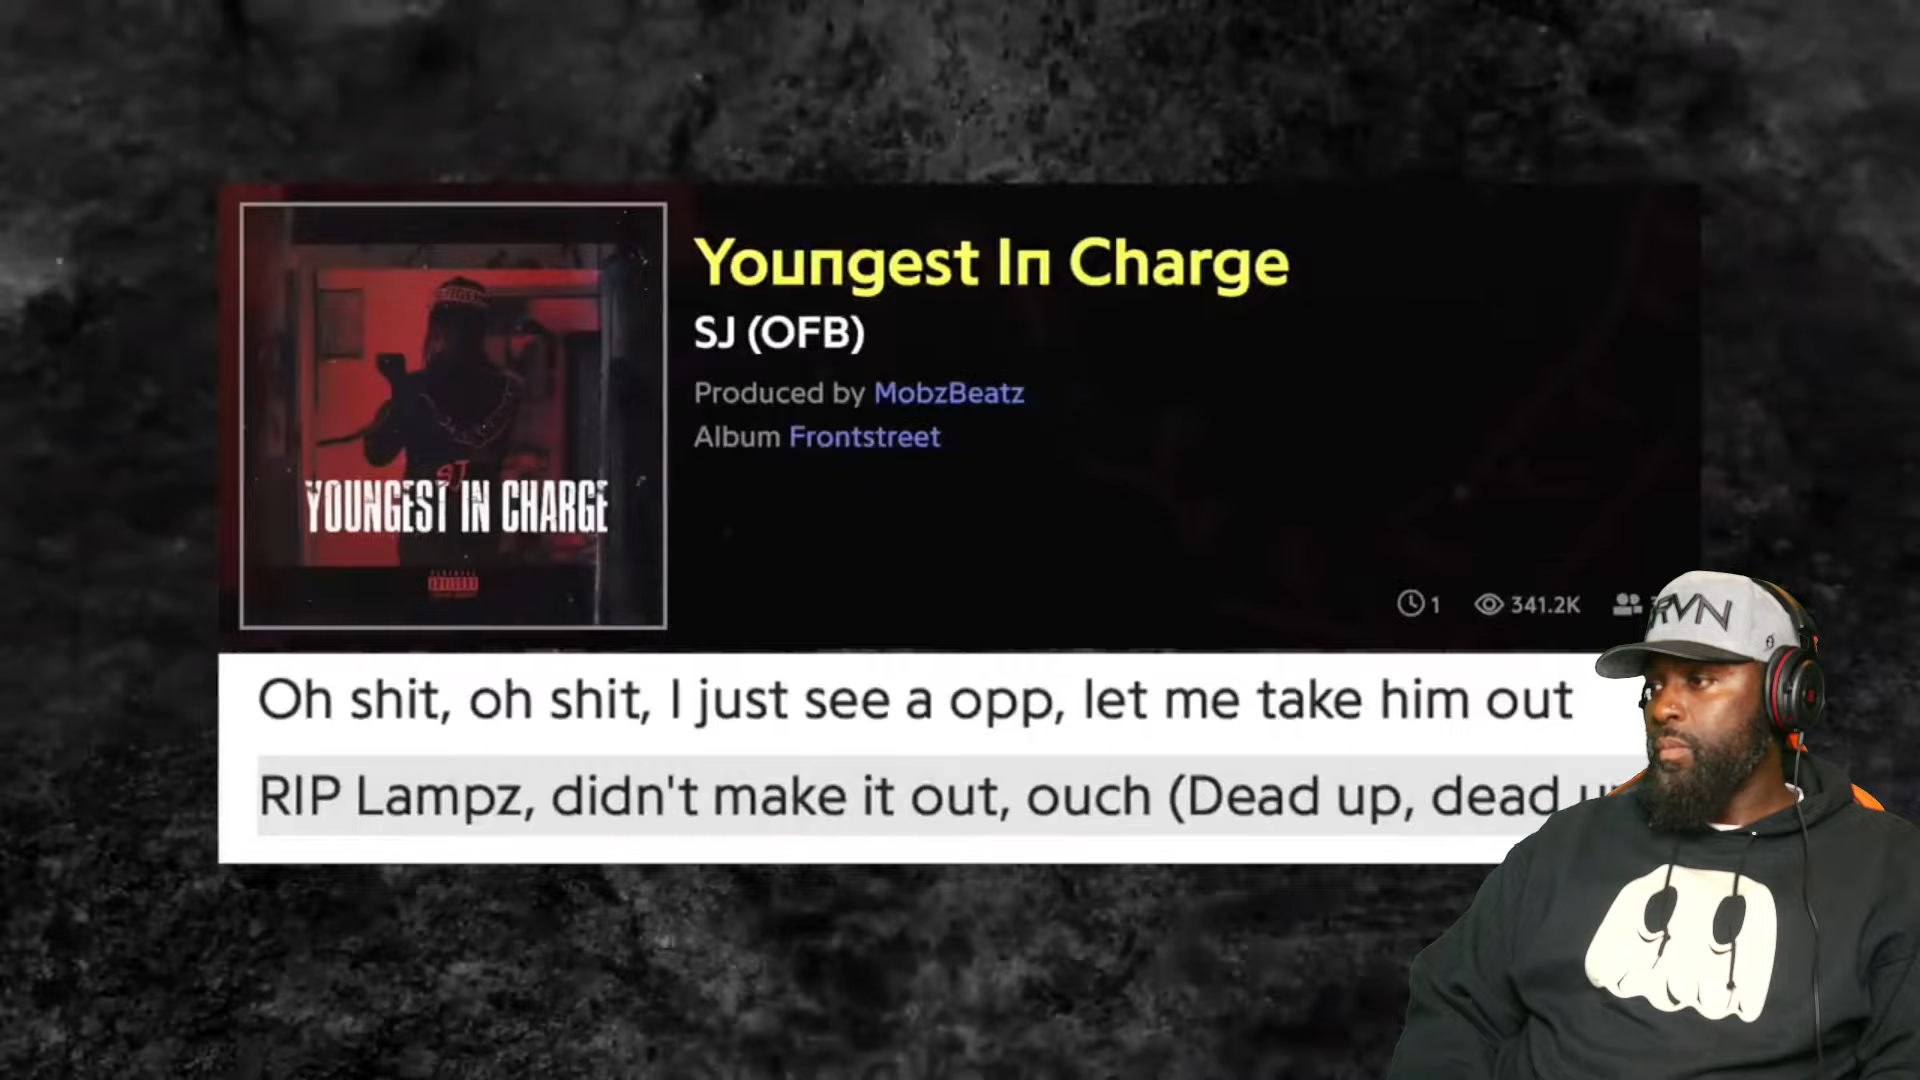 Youngest In Charge
SJ (OFB)
Produced by MobzBeatz
Album Frontstreet
SJ
YOUNGEST IN CHARGE
1 341.2K
RVN
Oh shit, oh shit, I just see a opp, let me take him out
RIP Lampz, didn't make it out, ouch (Dead up, dead